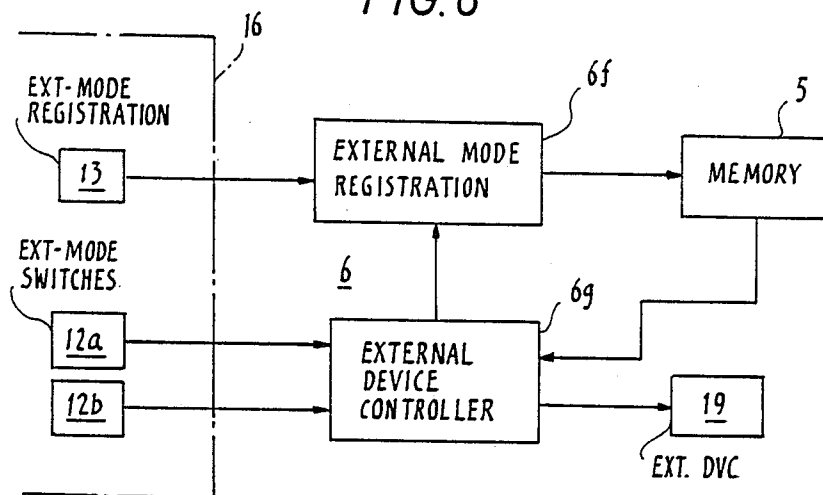 FIG.
16
EXT-MODE
REGISTRATION
13
6f
EXTERNAL MODE
REGISTRATION
5
MEMORY
EXT-MODE
SWITCHES
12a
12b
6
6g
EXTERNAL
DEVICE
CONTROLLER
19
EXT. DVC